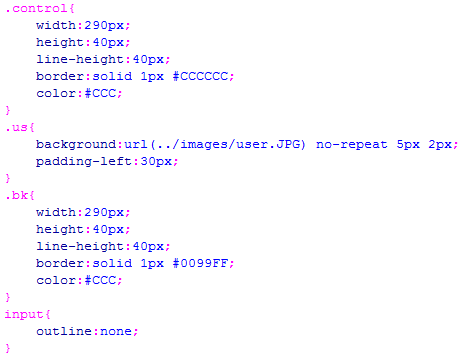 .control{
    width:290px;
    height:40px;
    line-height:40px;
    border:solid 1px #CCCCCC;
    color:#CCC;
}
.us{
    background:url(../images/user.JPG) no-repeat 5px 2px;
    padding-left:30px;
}
.bk{
    width:290px;
    height:40px;
    line-height:40px;
    border:solid 1px #0099FF;
    color:#CCC;
}
input{
    outline:none;
}